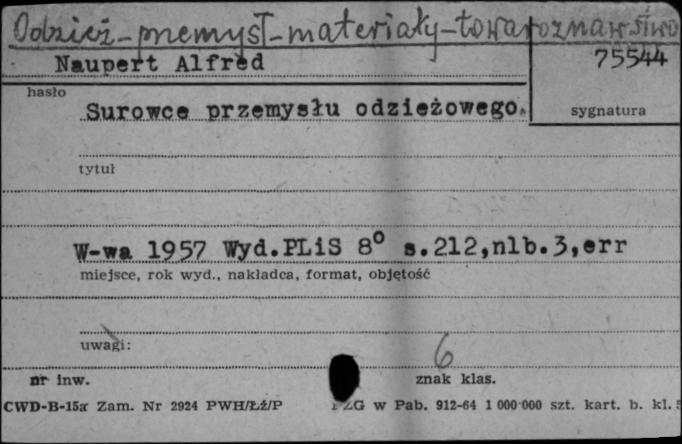 Odzież-przemysł-materiały-towaroznawstwo
Naupert Alfred
75544
hasło
Surowce przemysłu odzieżowego.
sygnatura
tytuł
W-wa 1957 Wyd.PLiS 8° s.212,nlb.3,err
miejsce, rok wyd., nakładca, format, objętość
uwagi:
6
nr inw.
znak klas.
CWD-B-15a Zam. Nr 2924 PWH/Łź/P
PZG w Pab. 912-64 1 000 000 szt. kart. b. kl.